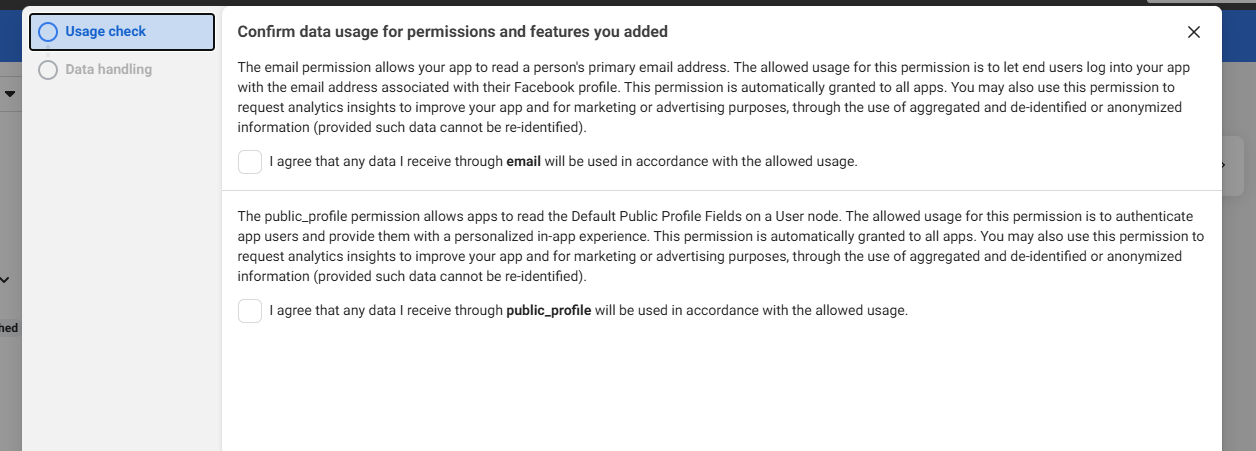 Usage check
Data handling
Confirm data usage for permissions and features you added
The email permission allows your app to read a person's primary email address. The allowed usage for this permission is to let end users log into your app
with the email address associated with their Facebook profile. This permission is automatically granted to all apps. You may also use this permission to
request analytics insights to improve your app and for marketing or advertising purposes, through the use of aggregated and de-identified or anonymized
information (provided such data cannot be re-identified).
I agree that any data I receive through email will be used in accordance with the allowed usage.
The public_profile permission allows apps to read the Default Public Profile Fields on a User node. The allowed usage for this permission is to authenticate
app users and provide them with a personalized in-app experience. This permission is automatically granted to all apps. You may also use this permission to
request analytics insights to improve your app and for marketing or advertising purposes, through the use of aggregated and de-identified or anonymized
information (provided such data cannot be re-identified).
I agree that any data I receive through public_profile will be used in accordance with the allowed usage.
hed